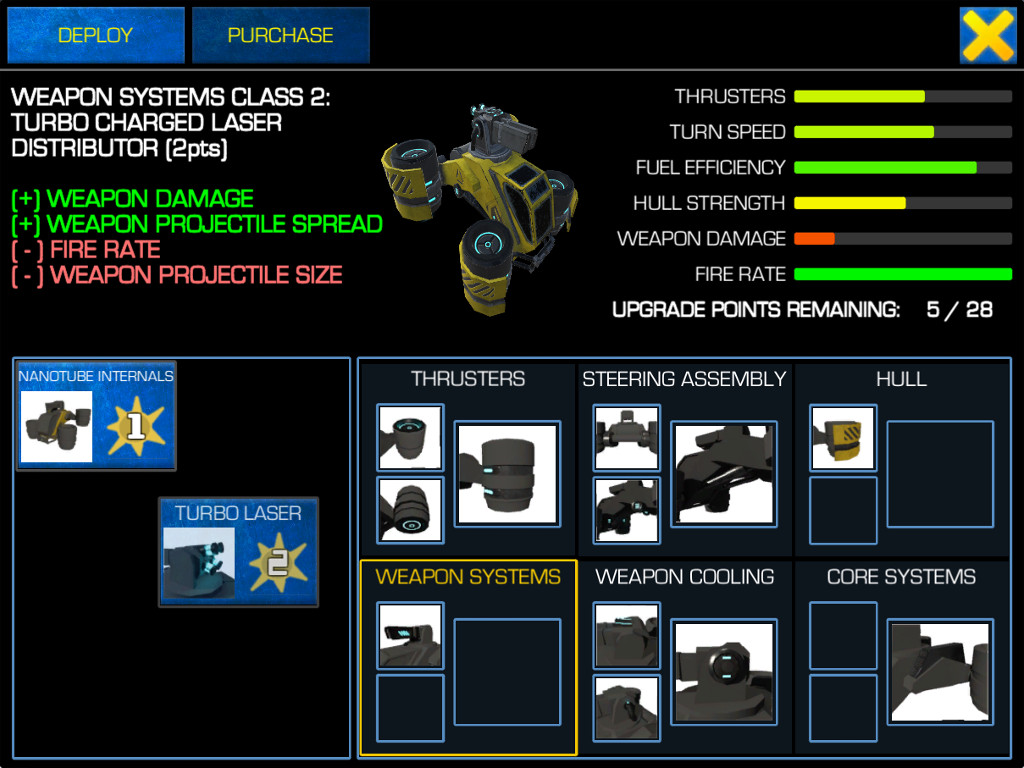 DEPLOY
PURCHASE
WEAPON SYSTEMS CLASS 2:
TURBO CHARGED LASER
DISTRIBUTOR (2pts)
(+) WEAPON DAMAGE
(+) WEAPON PROJECTILE SPREAD
( - ) FIRE RATE
( - ) WEAPON PROJECTILE SIZE
THRUSTERS
TURN SPEED
FUEL EFFICIENCY
HULL STRENGTH
WEAPON DAMAGE
FIRE RATE
UPGRADE POINTS REMAINING: 5 / 28
NANOTUBE INTERNALS
1
TURBO LASER
2
THRUSTERS
STEERING ASSEMBLY
HULL
WEAPON SYSTEMS
WEAPON COOLING
CORE SYSTEMS